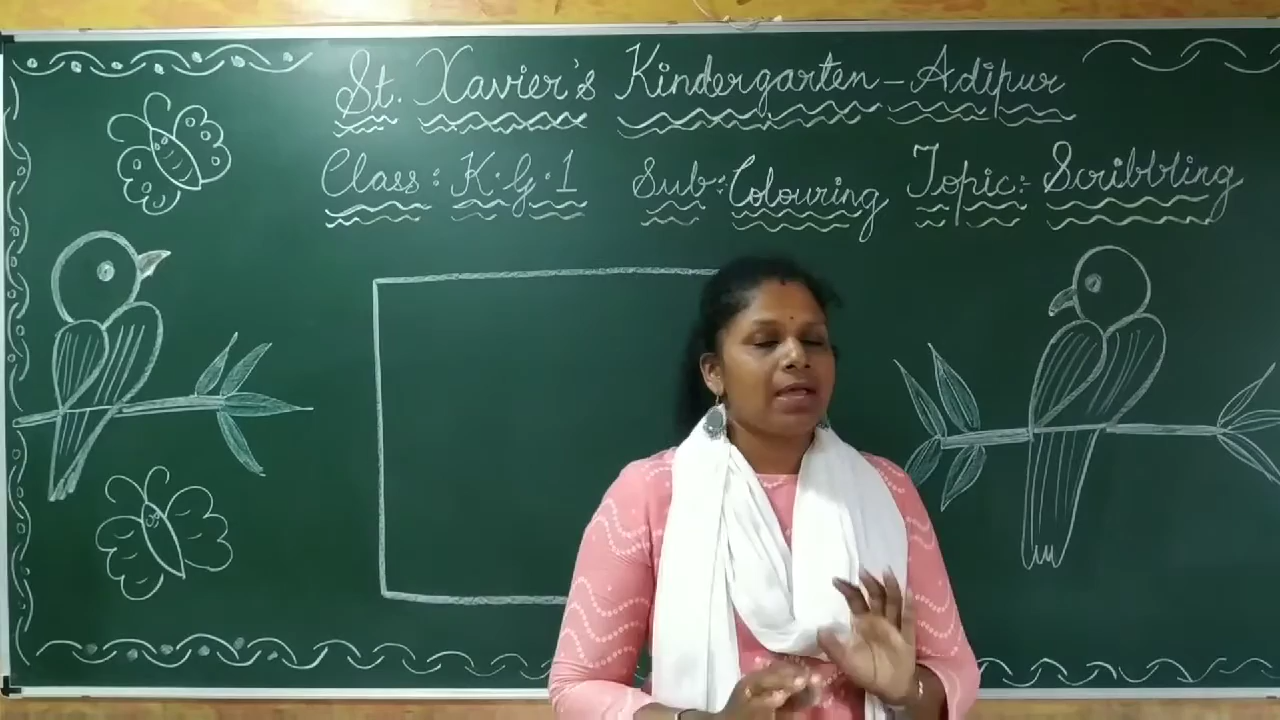 St. Xavier's Kindergarten - Adipur
Class: K.G.1 Sub: Colouring Topic:- Scribbling